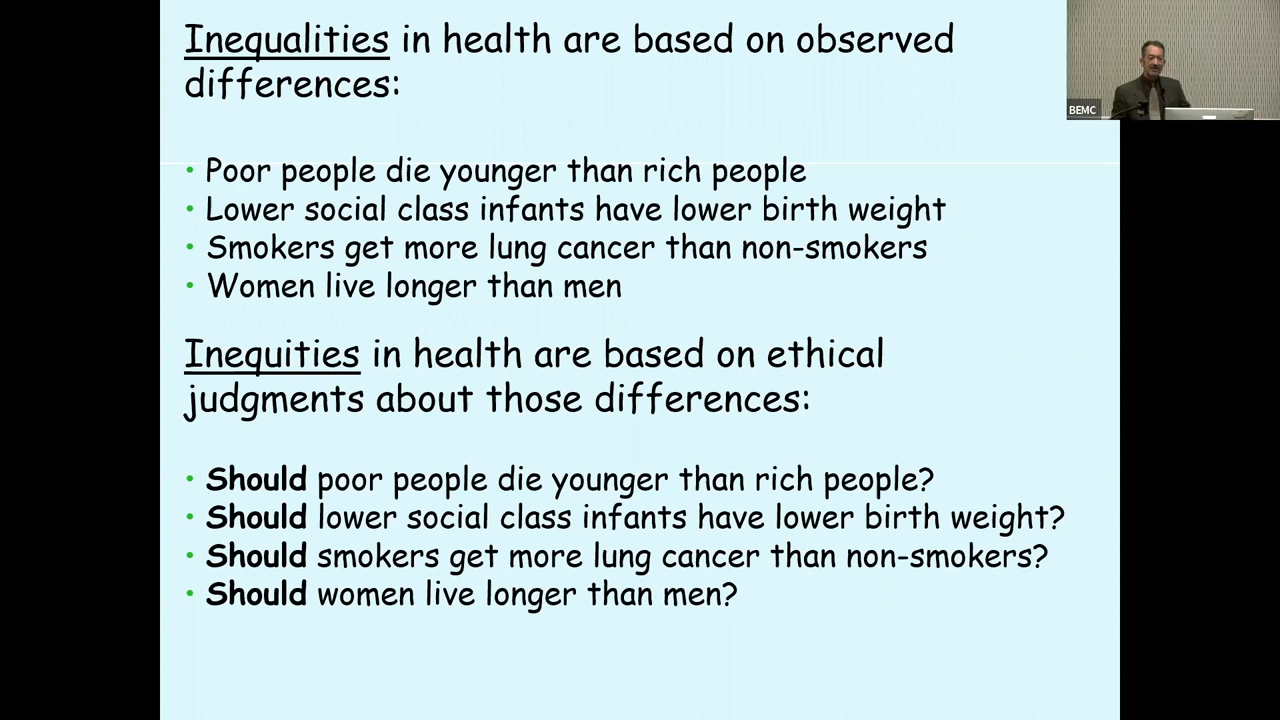 Inequalities in health are based on observed
differences:
• Poor people die younger than rich people
• Lower social class infants have lower birth weight
• Smokers get more lung cancer than non-smokers
• Women live longer than men
Inequities in health are based on ethical
judgments about those differences:
• Should poor people die younger than rich people?
• Should lower social class infants have lower birth weight?
• Should smokers get more lung cancer than non-smokers?
• Should women live longer than men?
BEMC